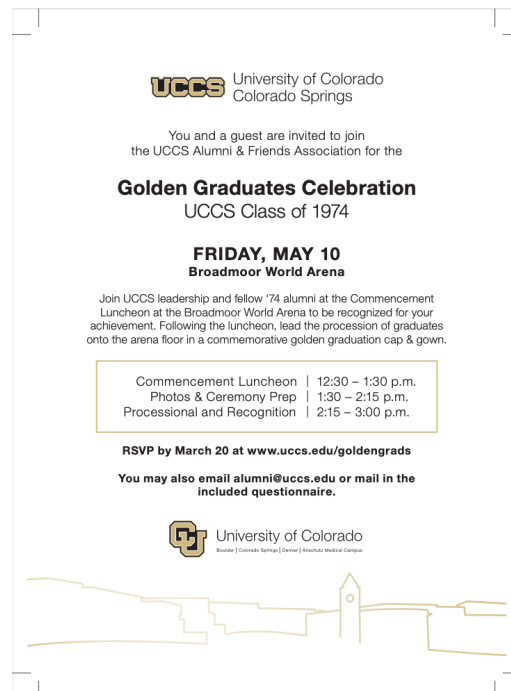 UCCS
University of Colorado
Colorado Springs
You and a guest are invited to join
the UCCS Alumni & Friends Association for the
Golden Graduates Celebration
UCCS Class of 1974
FRIDAY, MAY 10
Broadmoor World Arena
Join UCCS leadership and fellow '74 alumni at the Commencement
Luncheon at the Broadmoor World Arena to be recognized for your
achievement. Following the luncheon, lead the procession of graduates
onto the arena floor in a commemorative golden graduation cap & gown.
Commencement Luncheon | 12:30 – 1:30 p.m.
Photos & Ceremony Prep | 1:30 – 2:15 p.m.
Processional and Recognition | 2:15 – 3:00 p.m.
RSVP by March 20 at www.uccs.edu/goldengrads
You may also email alumni@uccs.edu or mail in the
included questionnaire.
CU
University of Colorado
Boulder | Colorado Springs | Denver | Anschutz Medical Campus